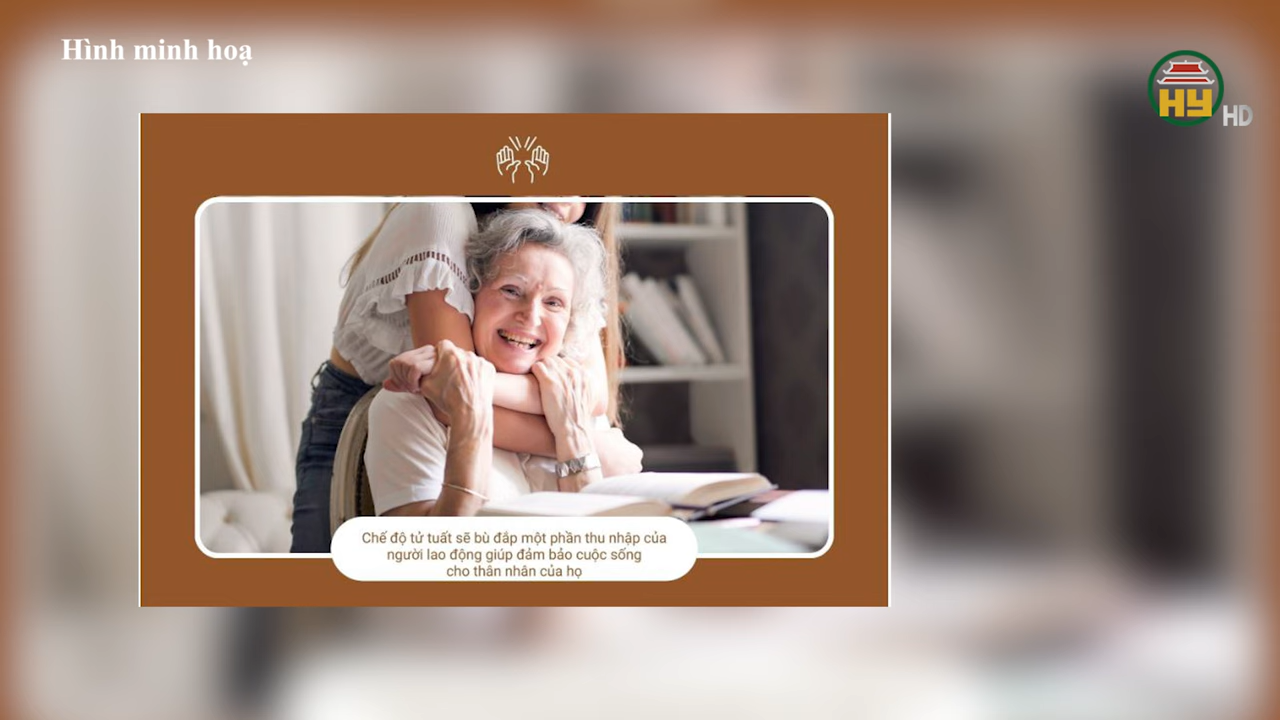 Hình minh hoạ
HY HD
Chế độ tử tuất sẽ bù đắp một phần thu nhập của
người lao động giúp đảm bảo cuộc sống
cho thân nhân của họ